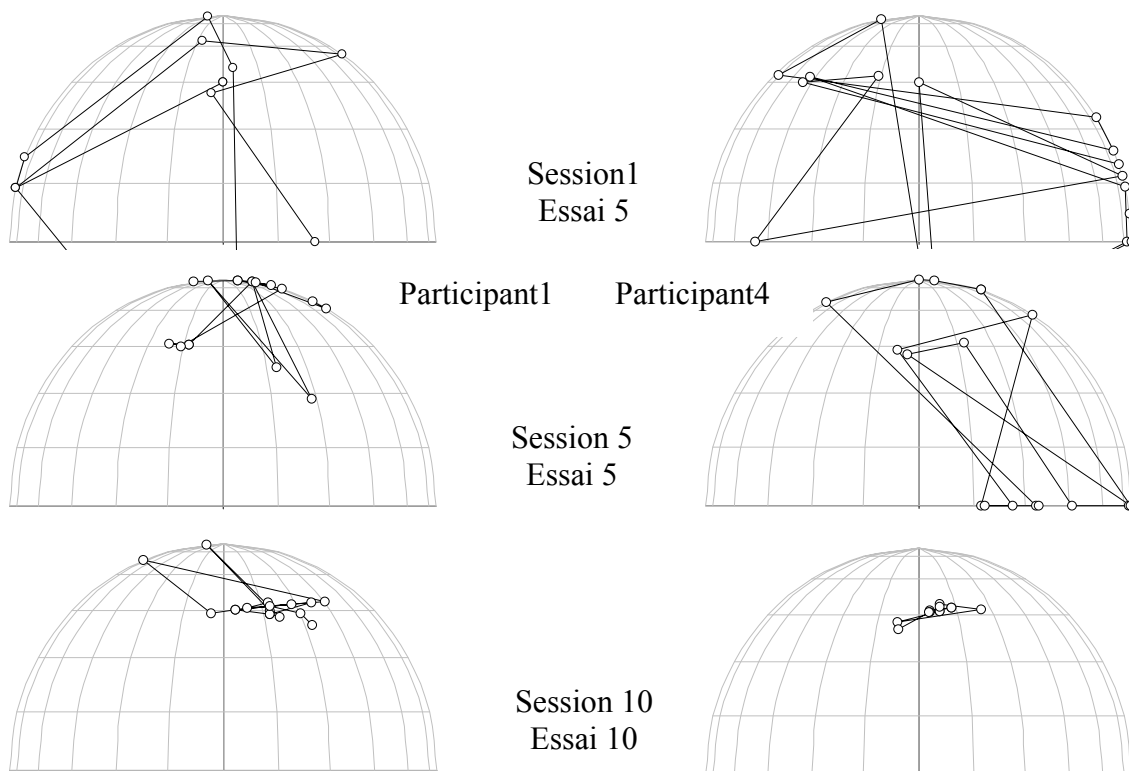 Session1
Essai 5
Participant1
Participant4
Session 5
Essai 5
Session 10
Essai 10